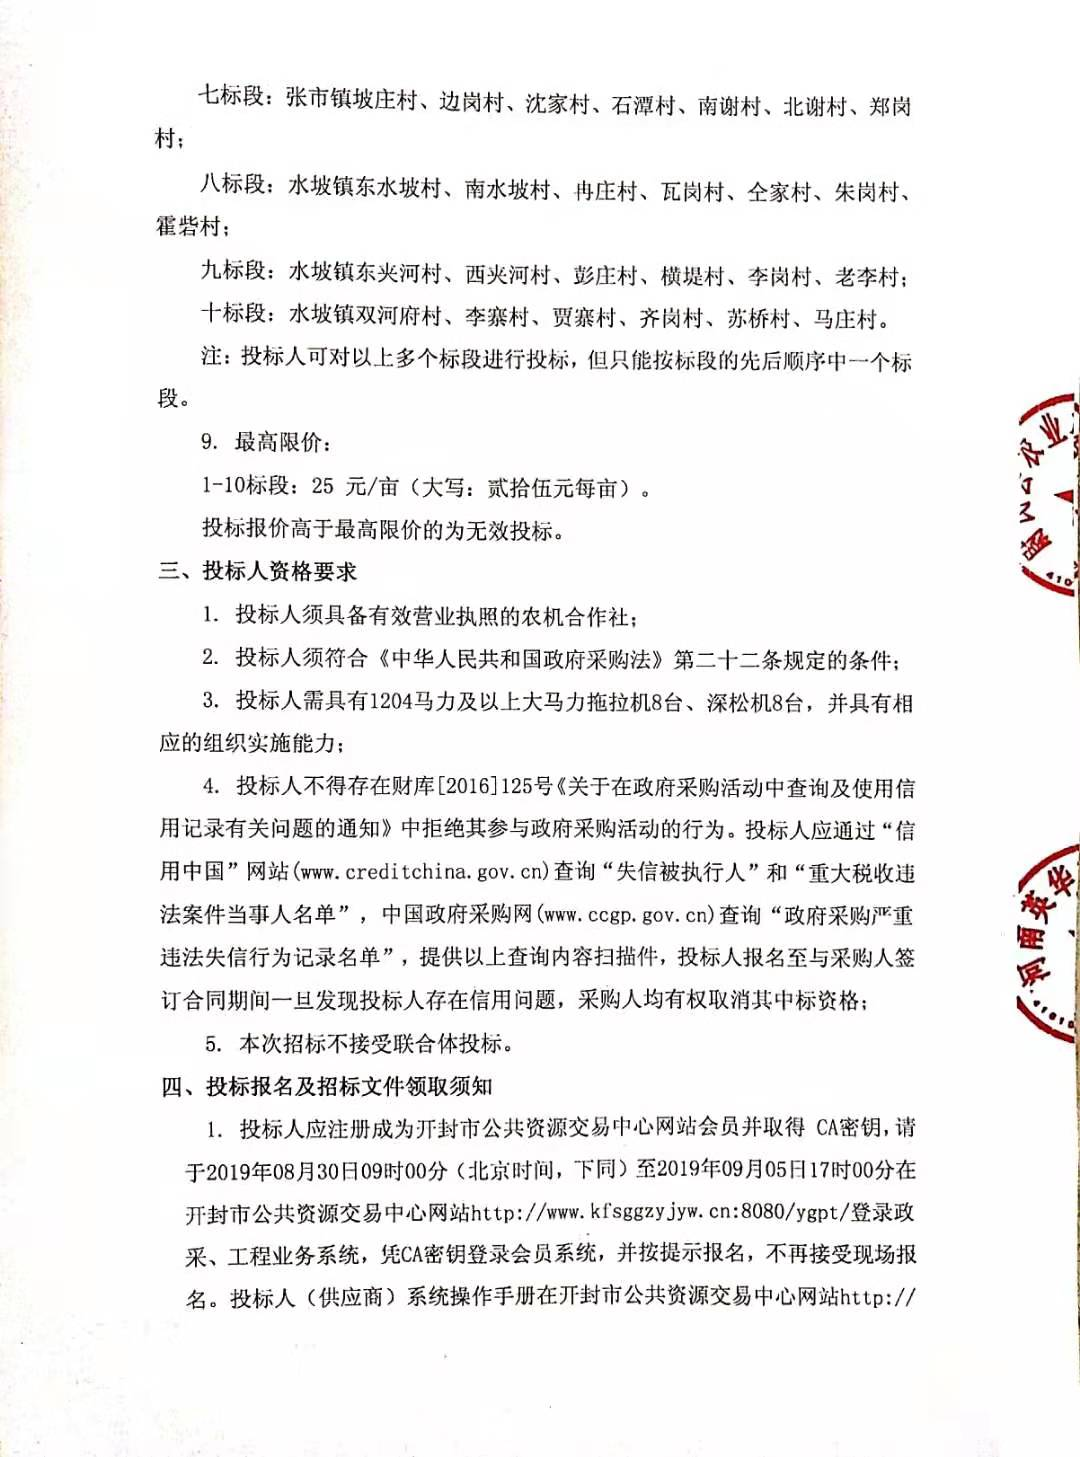 七标段：张市镇坡庄村、边岗村、沈家村、石潭村、南谢村、北谢村、郑岗
村；
八标段：水坡镇东水坡村、南水坡村、冉庄村、瓦岗村、仝家村、朱岗村、
霍砦村；
九标段：水坡镇东夹河村、西夹河村、彭庄村、横堤村、李岗村、老李村；
十标段：水坡镇双河府村、李寨村、贾寨村、齐岗村、苏桥村、马庄村。
注：投标人可对以上多个标段进行投标，但只能按标段的先后顺序中一个标
段。
9. 最高限价：
1-10标段：25 元/亩（大写：贰拾伍元每亩）。
投标报价高于最高限价的为无效投标。
三、投标人资格要求
1. 投标人须具备有效营业执照的农机合作社；
2. 投标人须符合《中华人民共和国政府采购法》第二十二条规定的条件；
3. 投标人需具有1204马力及以上大马力拖拉机8台、深松机8台，并具有相
应的组织实施能力；
4. 投标人不得存在财库[2016]125号《关于在政府采购活动中查询及使用信
用记录有关问题的通知》中拒绝其参与政府采购活动的行为。投标人应通过“信
用中国”网站(www.creditchina.gov.cn)查询“失信被执行人”和“重大税收违
法案件当事人名单”，中国政府采购网(www.ccgp.gov.cn)查询“政府采购严重
违法失信行为记录名单”，提供以上查询内容扫描件，投标人报名至与采购人签
订合同期间一旦发现投标人存在信用问题，采购人均有权取消其中标资格；
5. 本次招标不接受联合体投标。
四、投标报名及招标文件领取须知
1. 投标人应注册成为开封市公共资源交易中心网站会员并取得 CA密钥，请
于2019年08月30日09时00分（北京时间，下同）至2019年09月05日17时00分在
开封市公共资源交易中心网站http://www.kfsggzyjyw.cn:8080/ygpt/登录政
采、工程业务系统，凭CA密钥登录会员系统，并按提示报名，不再接受现场报
名。投标人（供应商）系统操作手册在开封市公共资源交易中心网站http://
农业
410
河南英华
41010